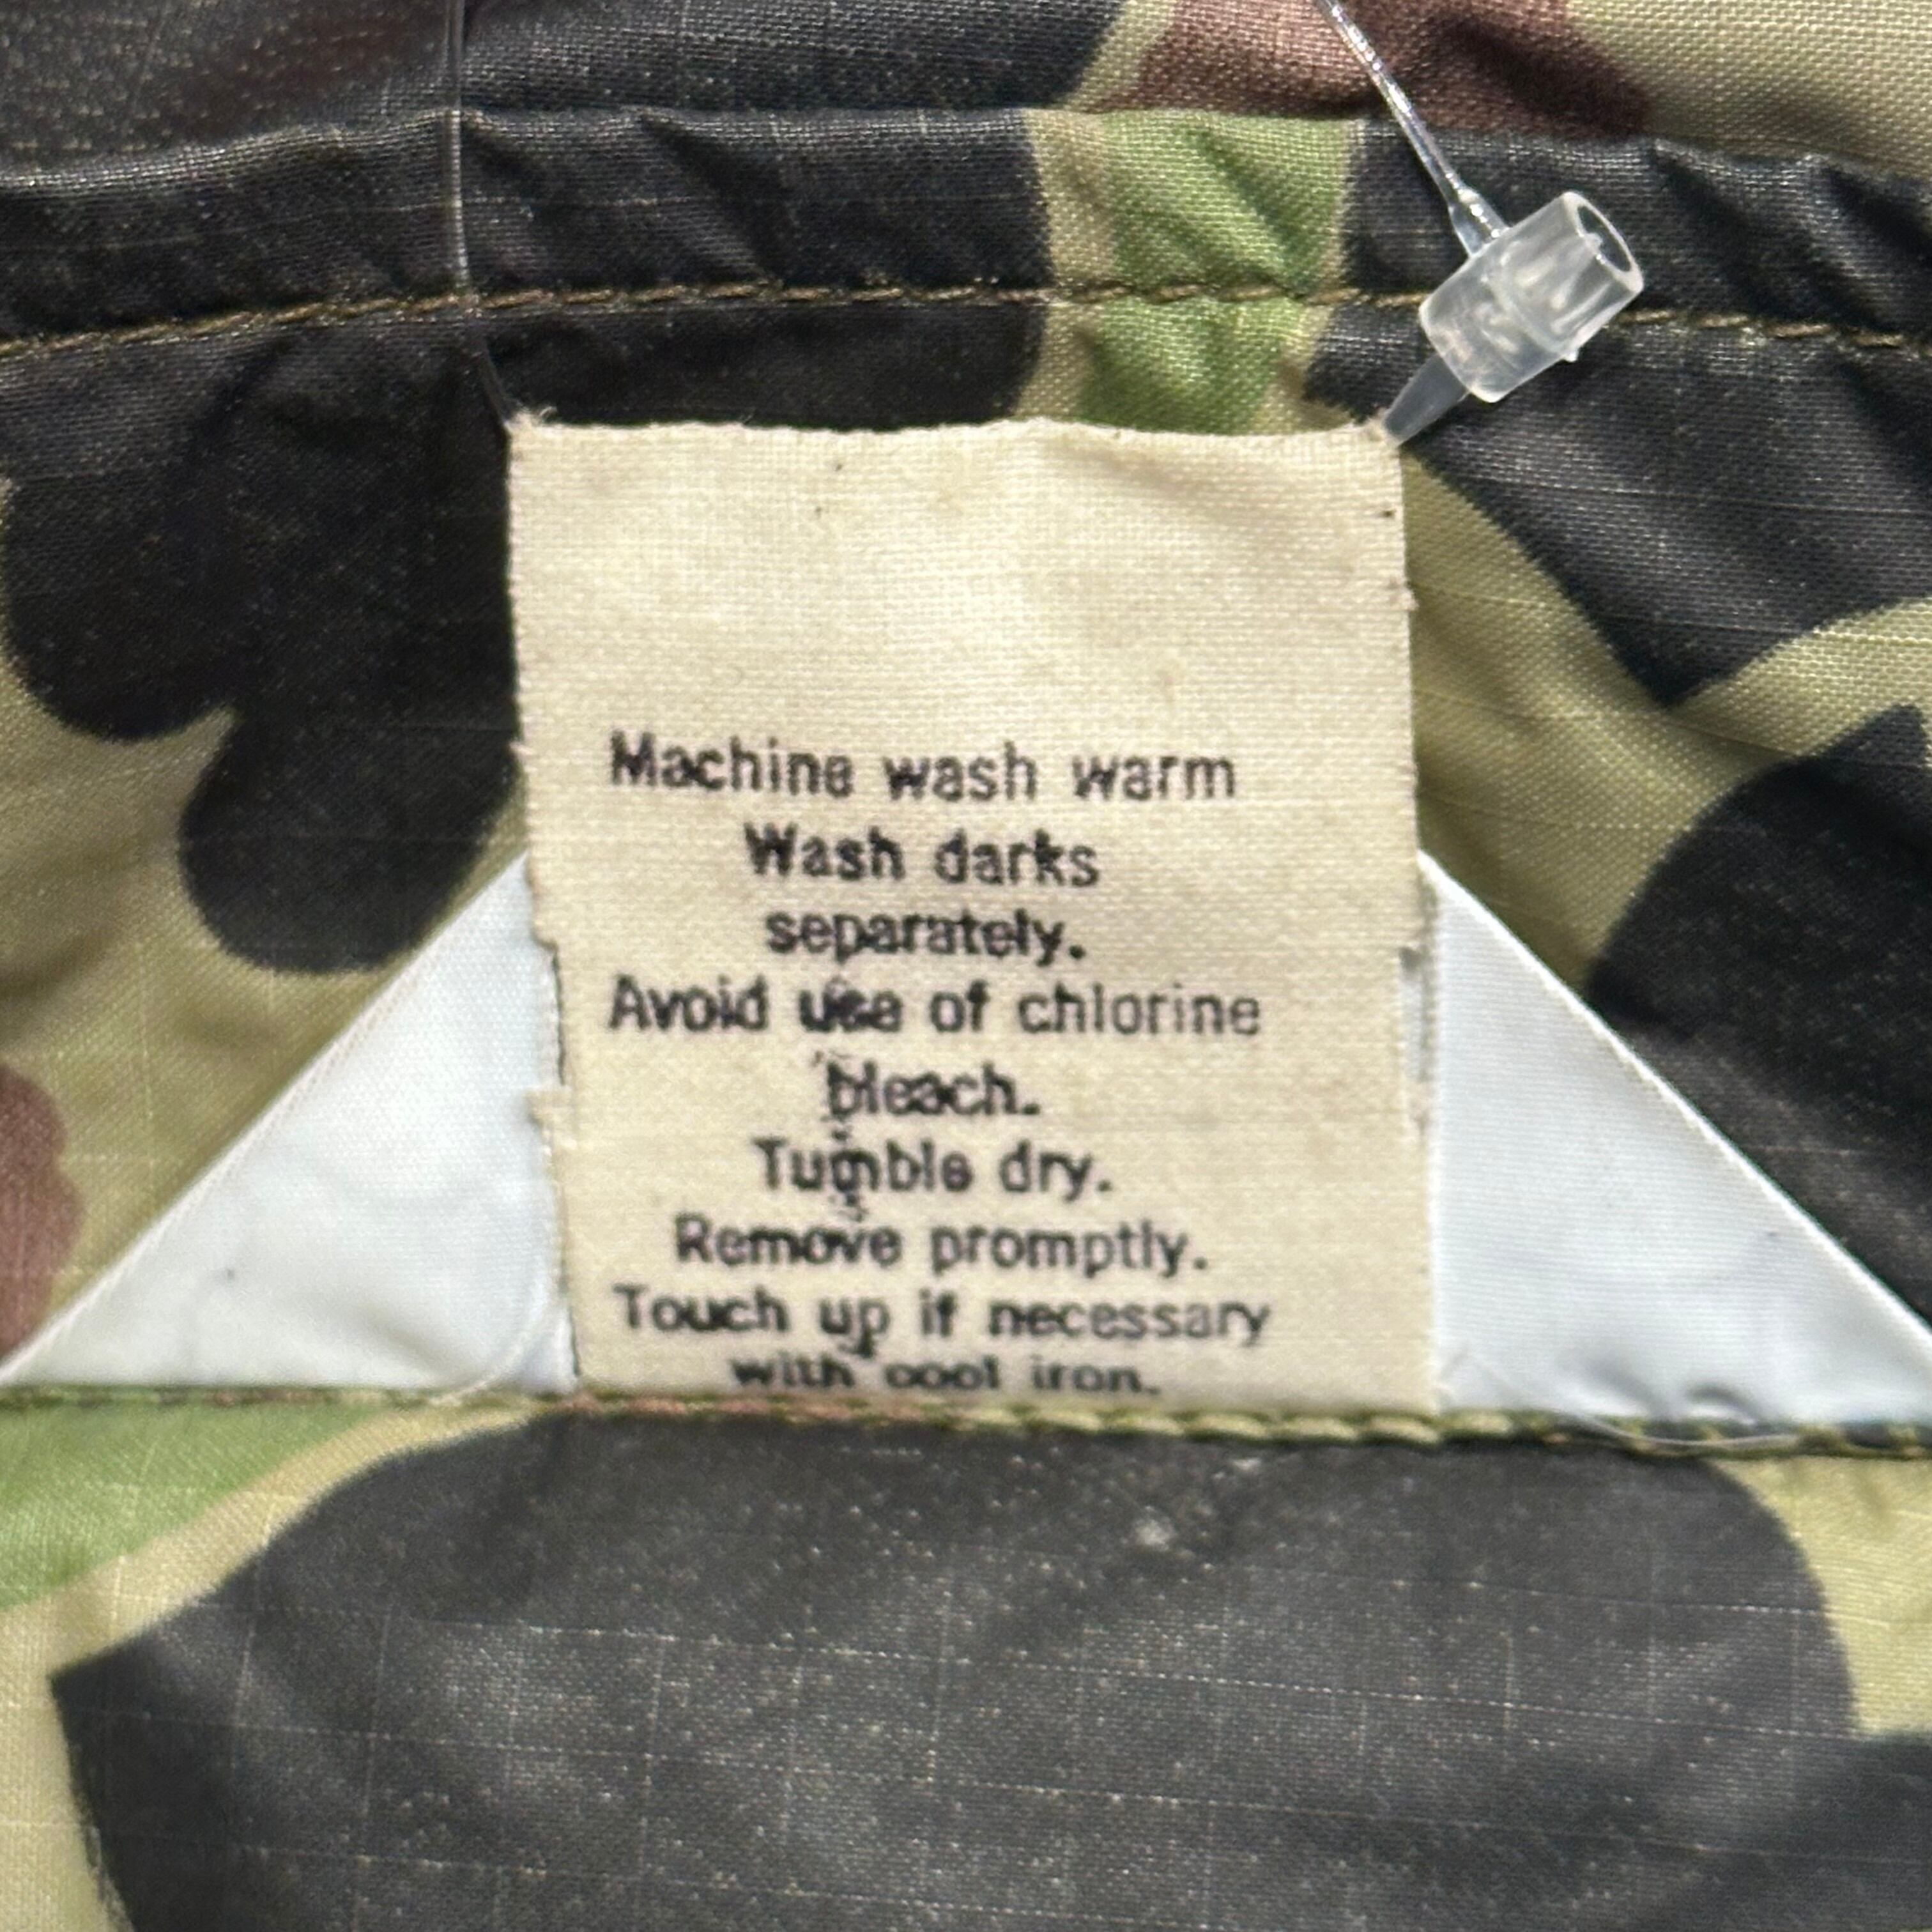 Machine wash warm
Wash darks
separately.
Avoid use of chlorine
bleach.
Tumble dry.
Remove promptly.
Touch up if necessary
with cool iron.